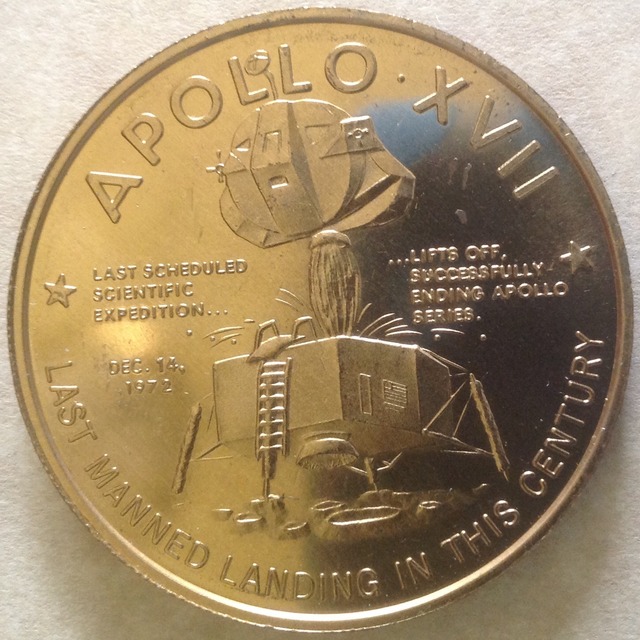 APOLLO · XVII
LAST SCHEDULED
SCIENTIFIC
EXPEDITION...
DEC. 14,
1972
...LIFTS OFF,
SUCCESSFULLY
ENDING APOLLO
SERIES.
LAST MANNED LANDING IN THIS CENTURY